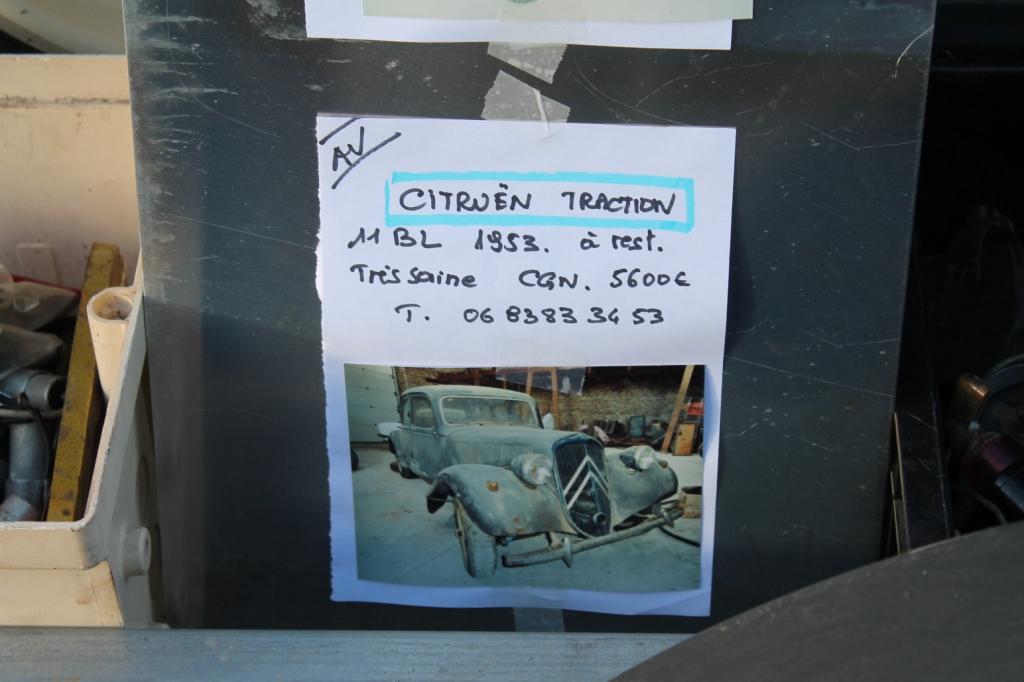 AV
CITROËN TRACTION
11 BL 1953. à rest.
Très saine CGN. 5600€
T. 06 83 83 34 53